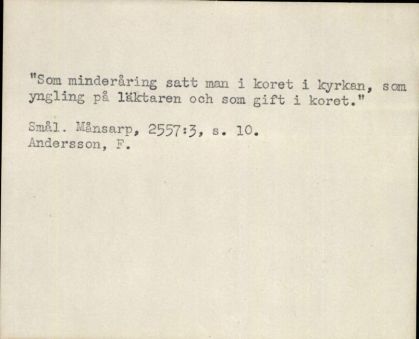 "Som minderåring satt man i koret i kyrkan, som
yngling på läktaren och som gift i koret."
Smål. Månsarp, 2557:3, s. 10.
Andersson, F.